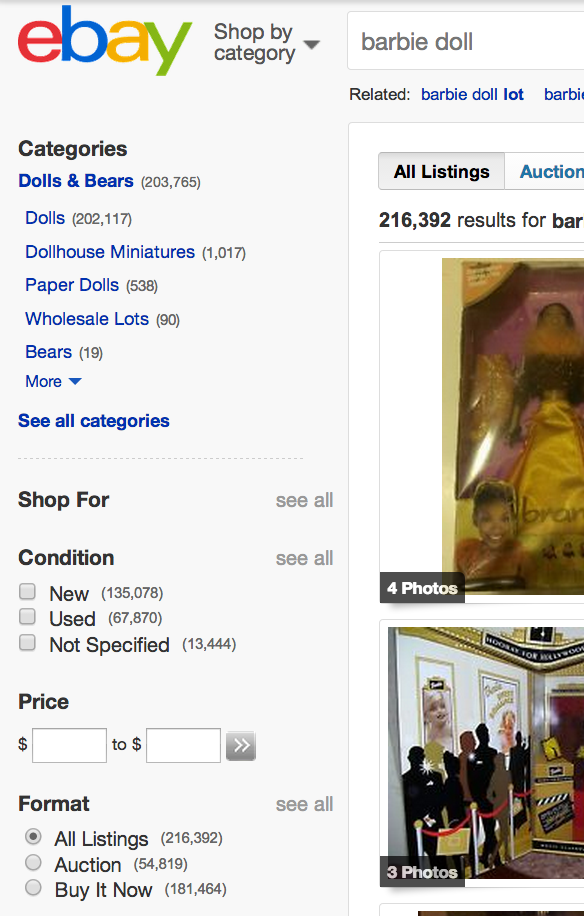 ebay
Shop by
category
barbie doll
Related: barbie doll lot
Categories
Dolls & Bears (203,765)
Dolls (202,117)
Dollhouse Miniatures (1,017)
Paper Dolls (538)
Wholesale Lots (90)
Bears (19)
More
See all categories
Shop For see all
Condition see all
New (135,078)
Used (67,870)
Not Specified (13,444)
Price
$ to $
Format see all
All Listings (216,392)
Auction (54,819)
Buy It Now (181,464)
All Listings Auction
216,392 results for bar
bran
4 Photos
HOORAY FOR HOLLYWOO
3 Photos